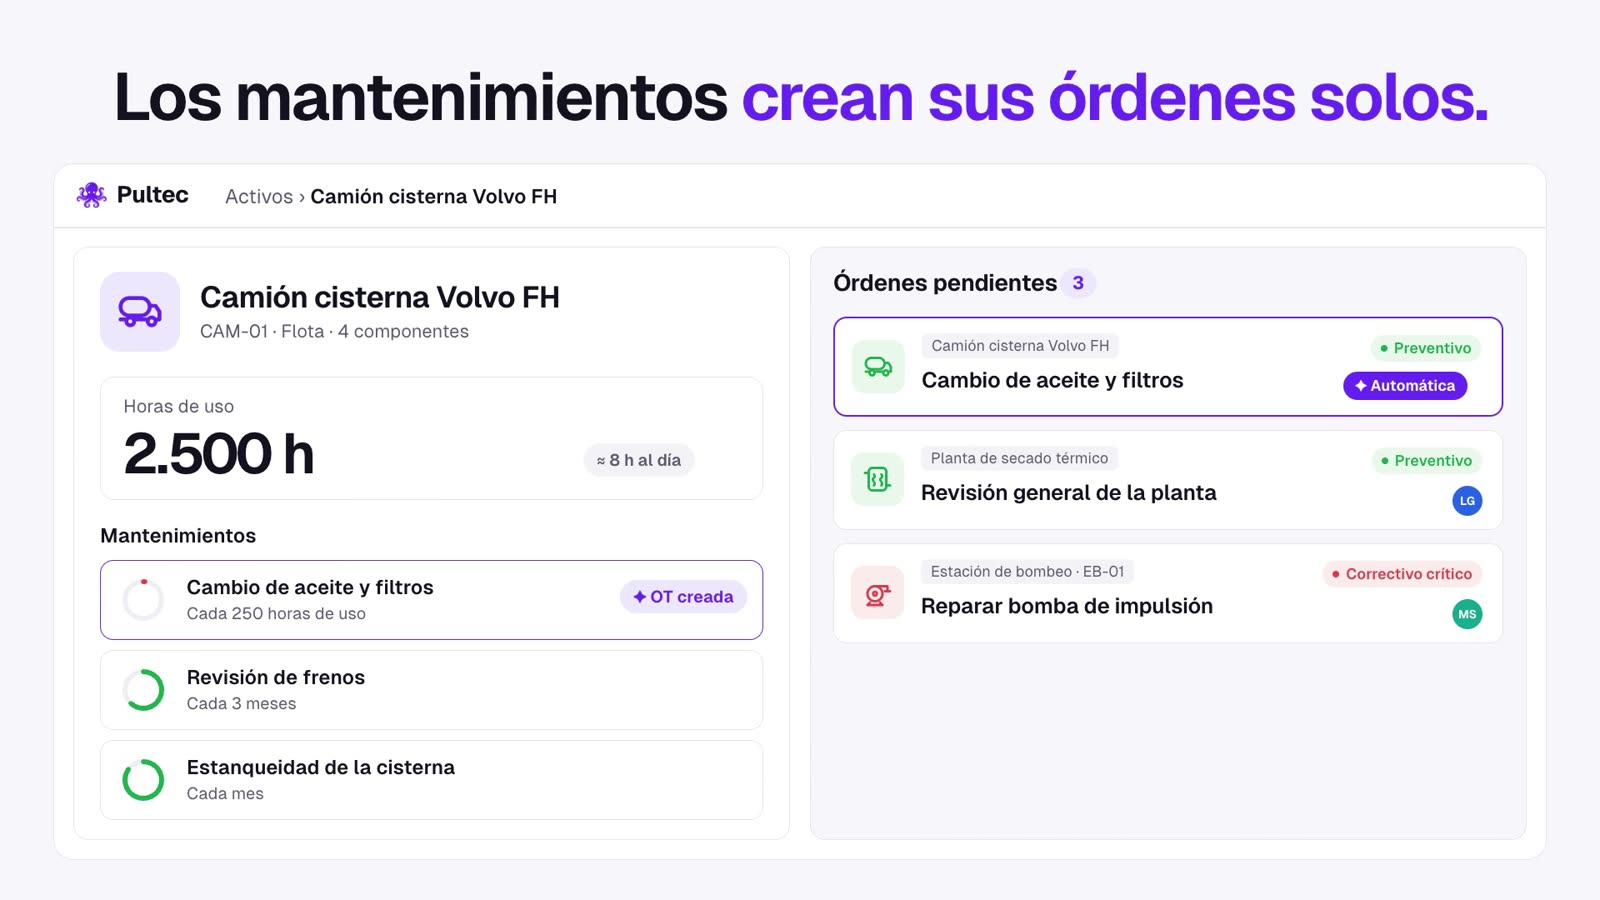 Los mantenimientos crean sus órdenes solos.
Pultec
Activos › Camión cisterna Volvo FH
Camión cisterna Volvo FH
CAM-01 · Flota · 4 componentes
Horas de uso
2.500 h
≈ 8 h al día
Mantenimientos
Cambio de aceite y filtros
Cada 250 horas de uso
✦ OT creada
Revisión de frenos
Cada 3 meses
Estanqueidad de la cisterna
Cada mes
Órdenes pendientes 3
Camión cisterna Volvo FH
Preventivo
Cambio de aceite y filtros
✦ Automática
Planta de secado térmico
Preventivo
Revisión general de la planta
LG
Estación de bombeo · EB-01
Correctivo crítico
Reparar bomba de impulsión
MS